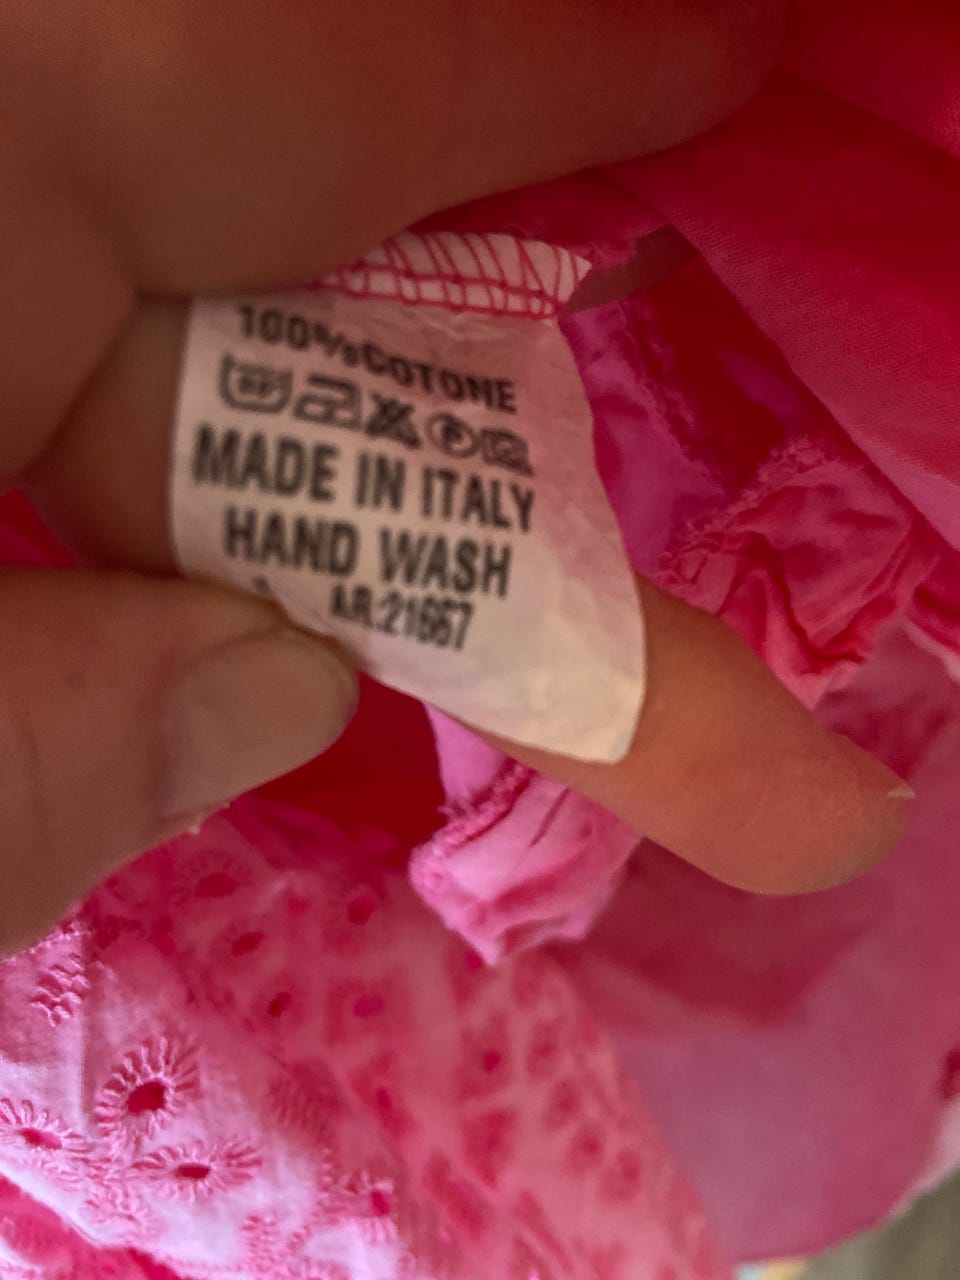 100%COTONE
MADE IN ITALY
HAND WASH
AR:21667